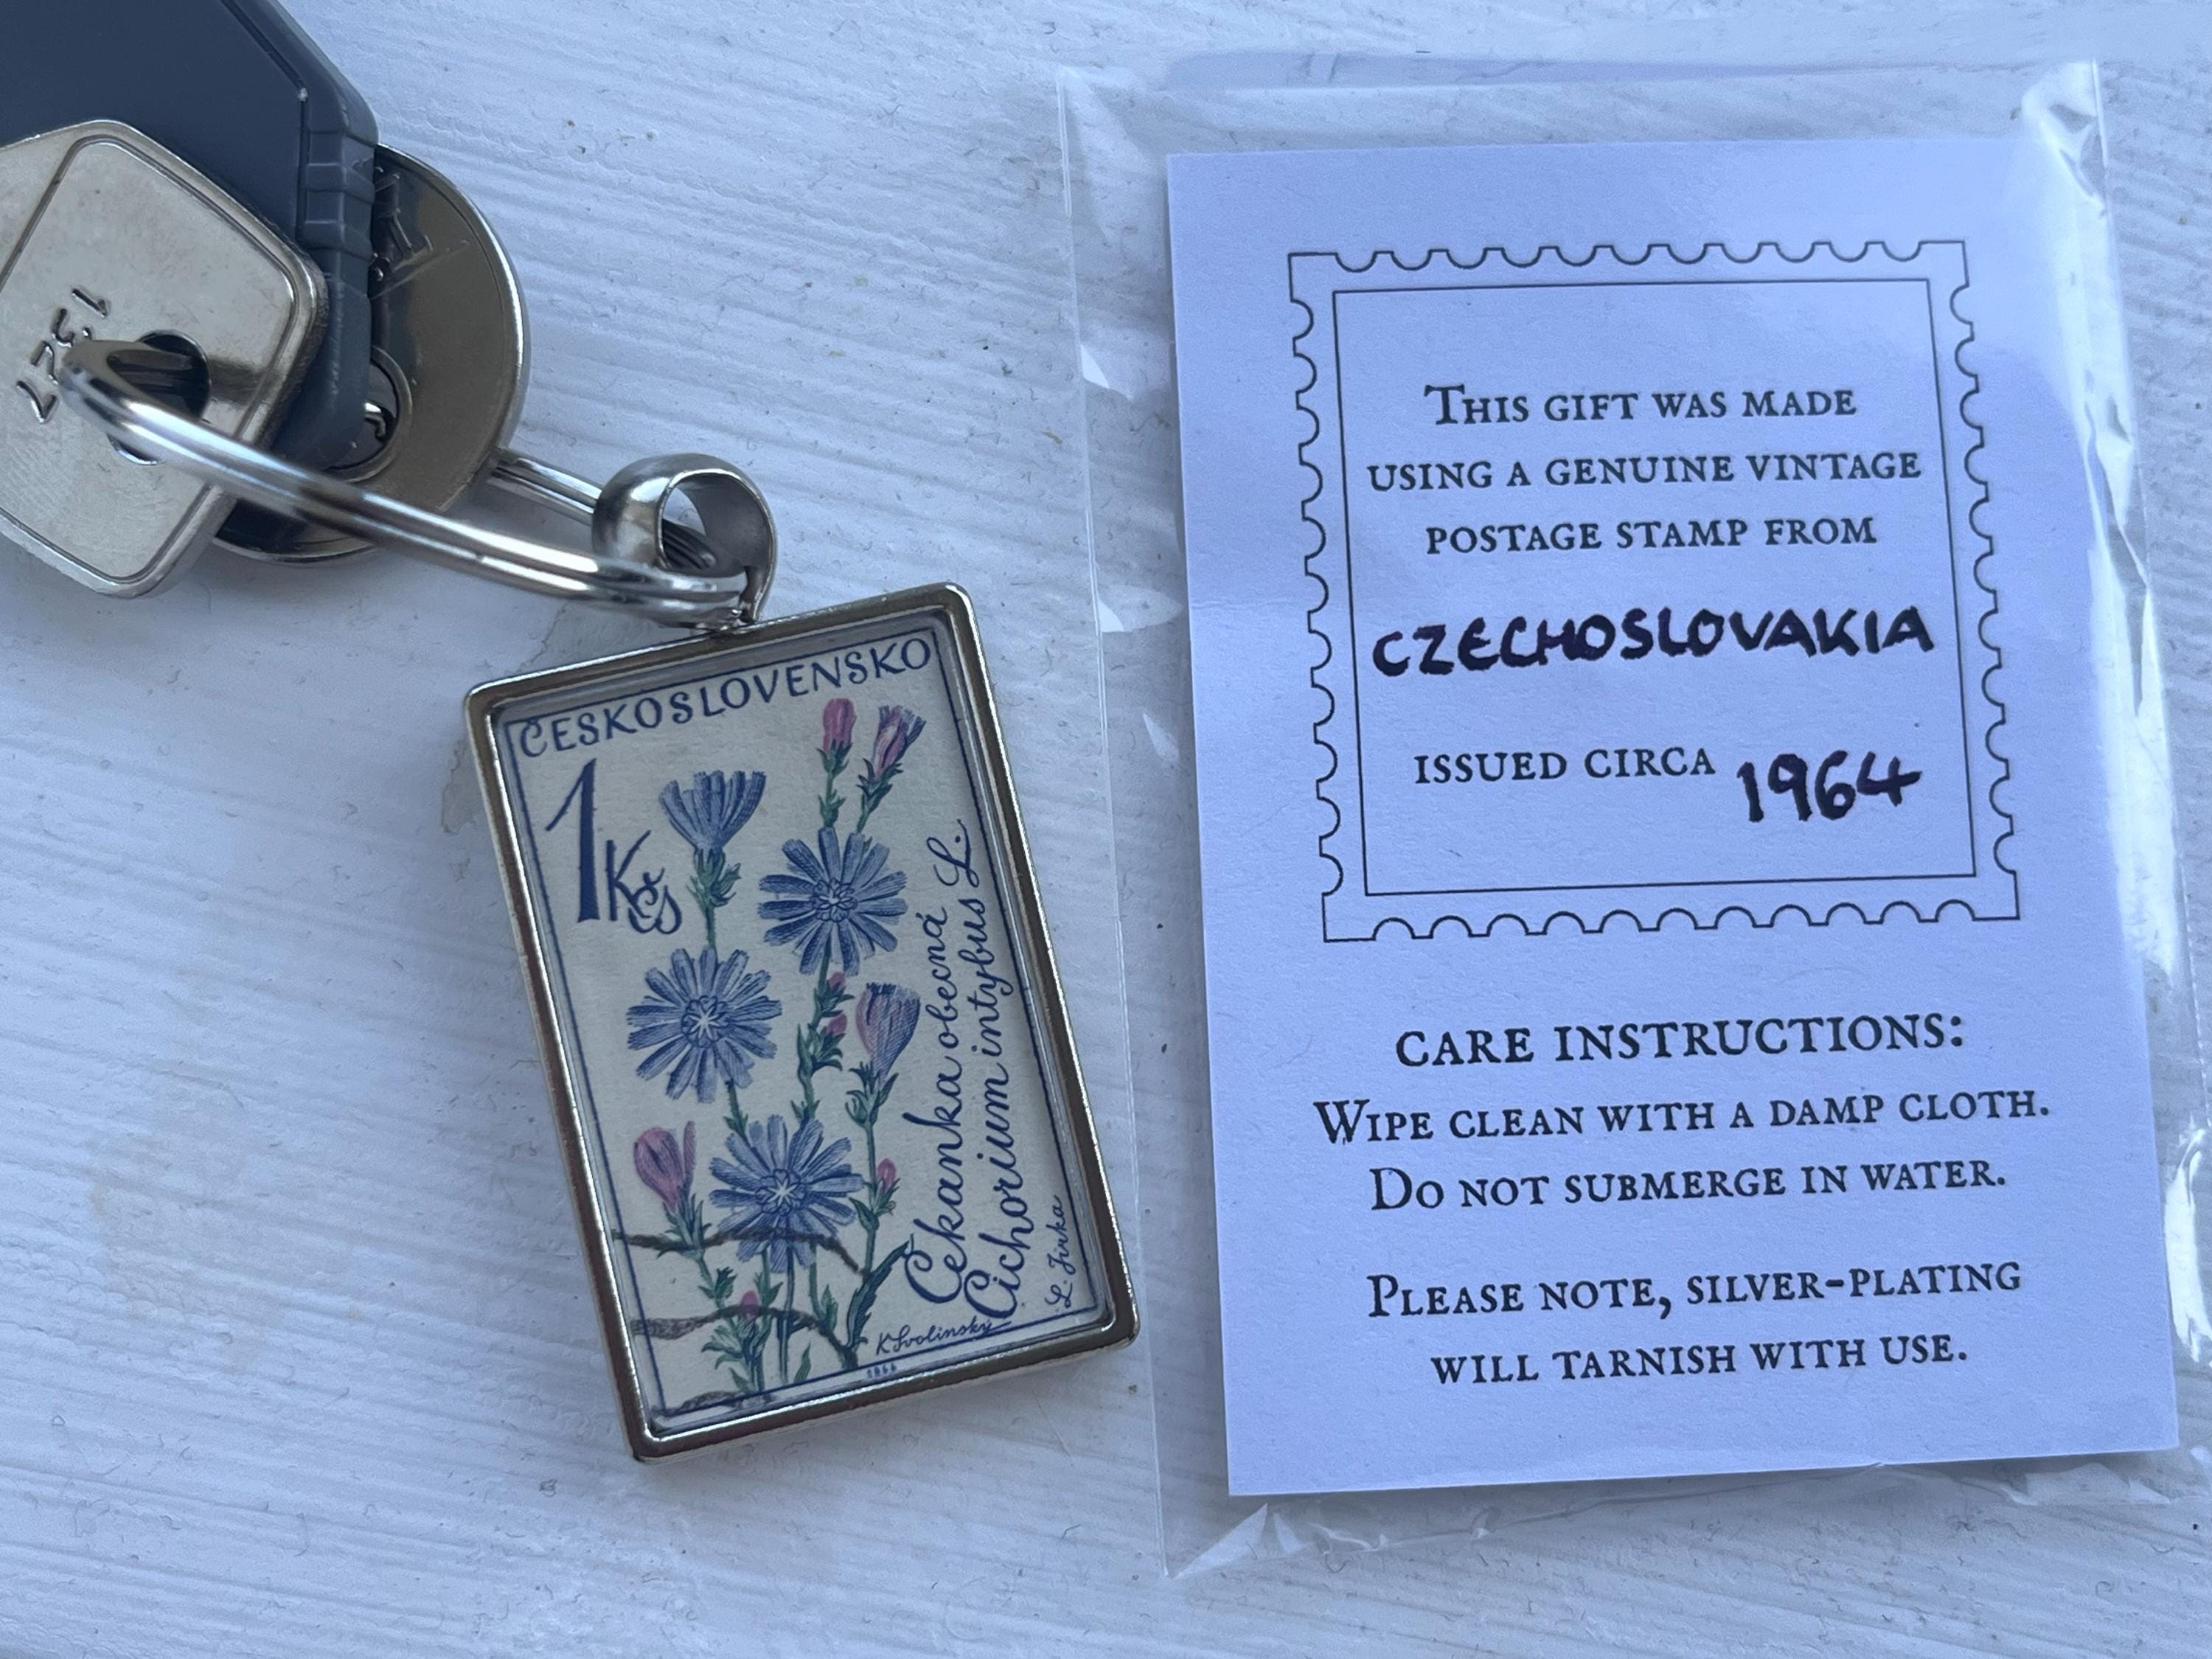 1327
ČESKOSLOVENSKO
1 Kčs
Čekanka obecná
Cichorium intybus L.
L. Jirka
K Svolinský
THIS GIFT WAS MADE
USING A GENUINE VINTAGE
POSTAGE STAMP FROM
CZECHOSLOVAKIA
ISSUED CIRCA 1964
CARE INSTRUCTIONS:
WIPE CLEAN WITH A DAMP CLOTH.
DO NOT SUBMERGE IN WATER.
PLEASE NOTE, SILVER-PLATING
WILL TARNISH WITH USE.